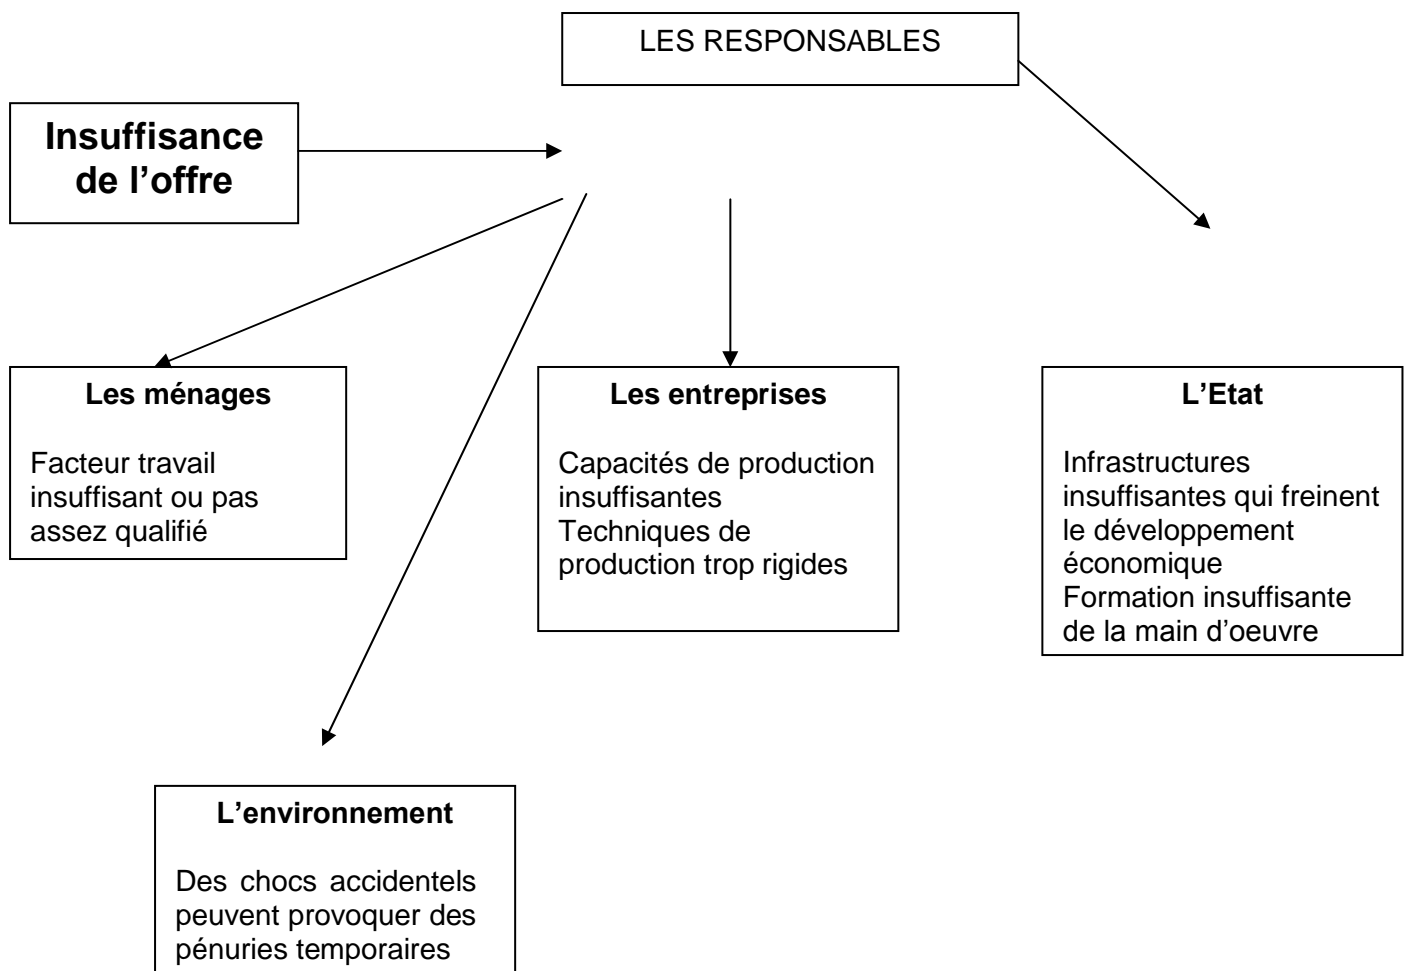 LES RESPONSABLES
Insuffisance
de l’offre
Les ménages
Facteur travail
insuffisant ou pas
assez qualifié
Les entreprises
Capacités de production
insuffisantes
Techniques de
production trop rigides
L’Etat
Infrastructures
insuffisantes qui freinent
le développement
économique
Formation insuffisante
de la main d’oeuvre
L’environnement
Des chocs accidentels
peuvent provoquer des
pénuries temporaires